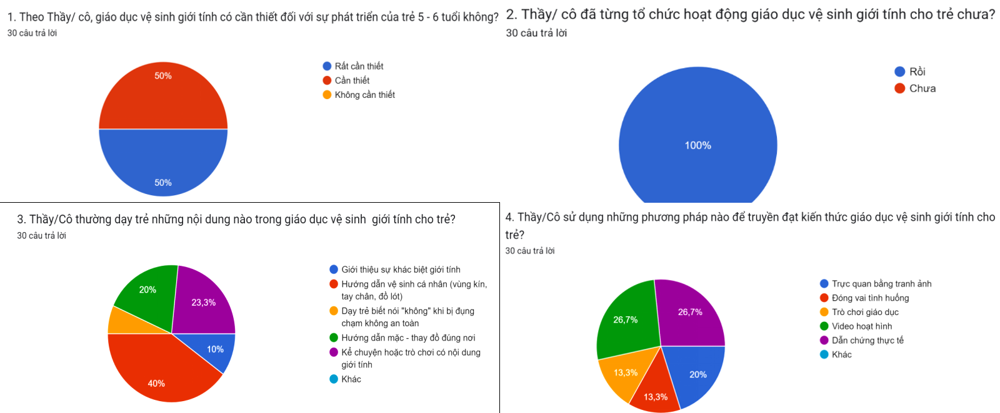 1. Theo Thầy/ cô, giáo dục vệ sinh giới tính có cần thiết đối với sự phát triển của trẻ 5 - 6 tuổi không?
30 câu trả lời
50%
50%
Rất cần thiết
Cần thiết
Không cần thiết
2. Thầy/ cô đã từng tổ chức hoạt động giáo dục vệ sinh giới tính cho trẻ chưa?
30 câu trả lời
100%
Rồi
Chưa
3. Thầy/Cô thường dạy trẻ những nội dung nào trong giáo dục vệ sinh  giới tính cho trẻ?
30 câu trả lời
20%
23,3%
10%
40%
Giới thiệu sự khác biệt giới tính
Hướng dẫn vệ sinh cá nhân (vùng kín,
tay chân, đồ lót)
Dạy trẻ biết nói "không" khi bị đụng
chạm không an toàn
Hướng dẫn mặc - thay đồ đúng nơi
Kể chuyện hoặc trò chơi có nội dung
giới tính
Khác
4. Thầy/Cô sử dụng những phương pháp nào để truyền đạt kiến thức giáo dục vệ sinh giới tính cho
trẻ?
30 câu trả lời
26,7%
26,7%
13,3%
20%
13,3%
Trực quan bằng tranh ảnh
Đóng vai tình huống
Trò chơi giáo dục
Video hoạt hình
Dẫn chứng thực tế
Khác